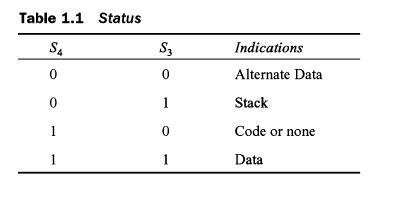 Table 1.1 Status
S4 S3 Indications
0 0 Alternate Data
0 1 Stack
1 0 Code or none
1 1 Data